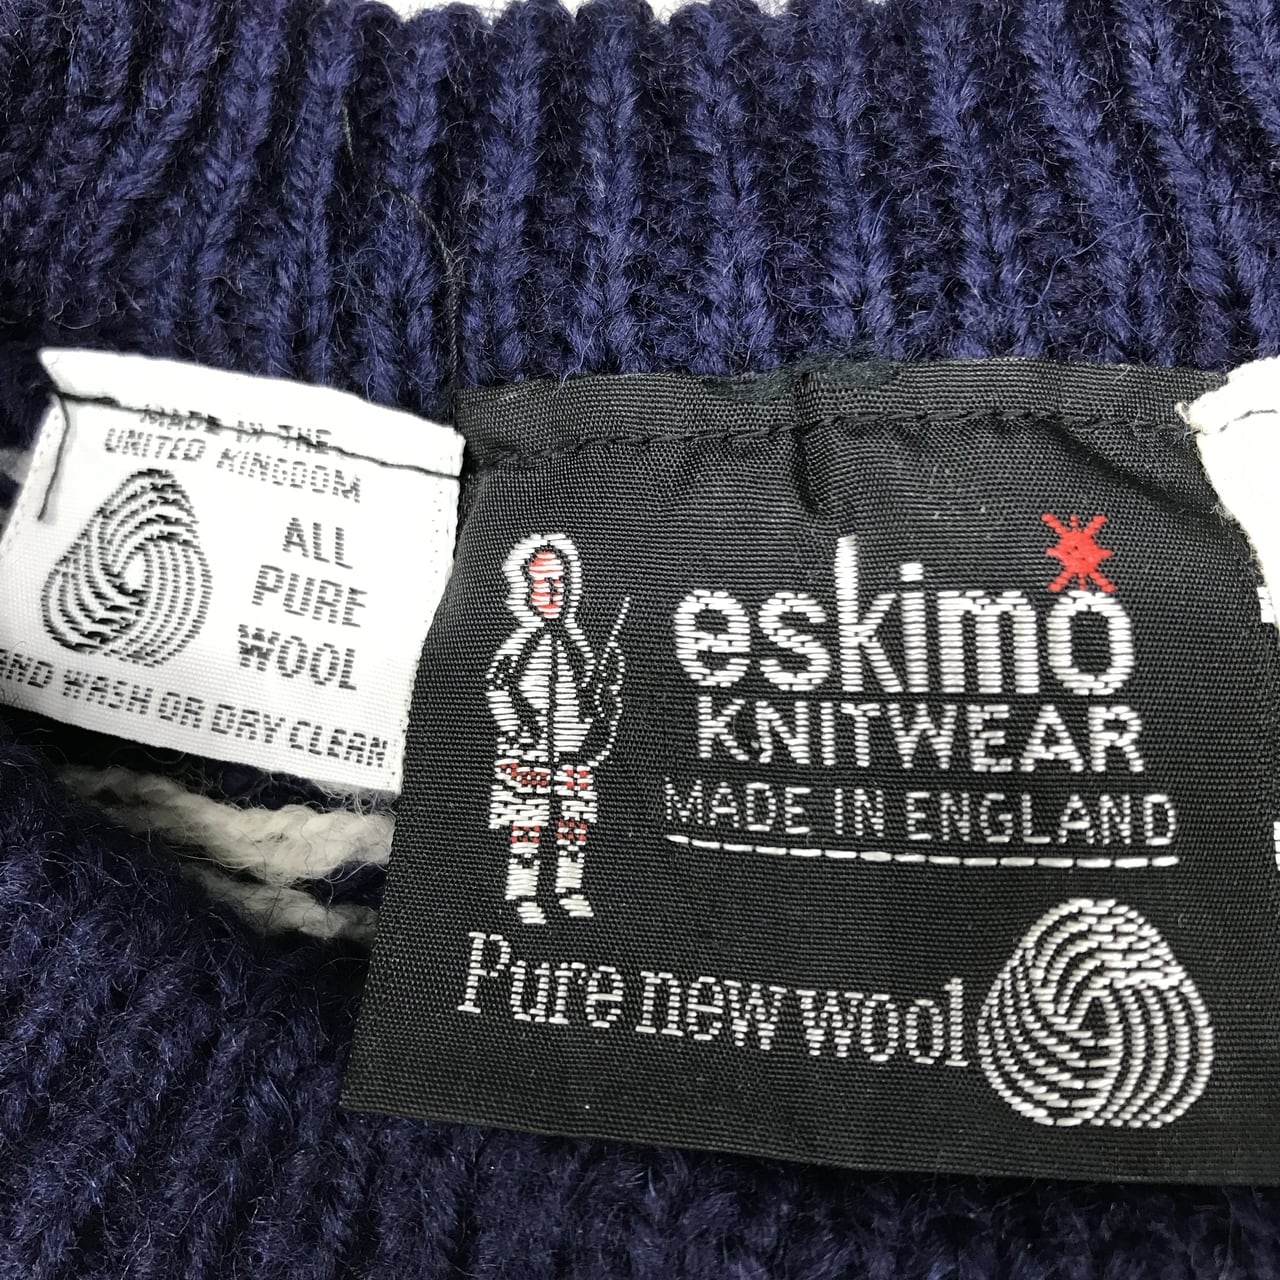 MADE IN THE
UNITED KINGDOM
ALL
PURE
WOOL
AND WASH OR DRY CLEAN
eskimo
KNITWEAR
MADE IN ENGLAND
Pure new wool